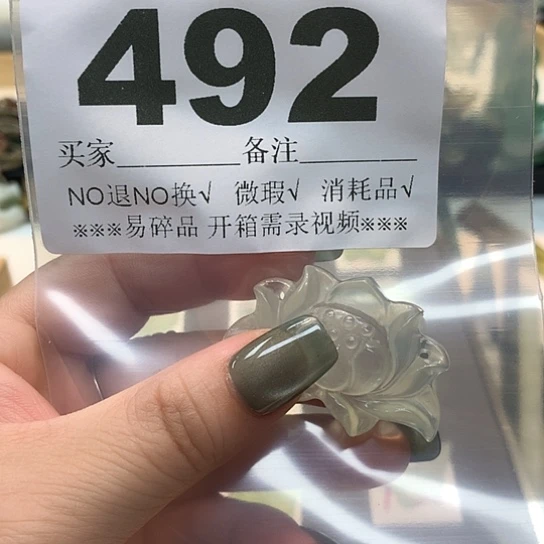 492
买家________备注________
NO退NO换√ 微瑕√ 消耗品√
※※※易碎品 开箱需录视频※※※